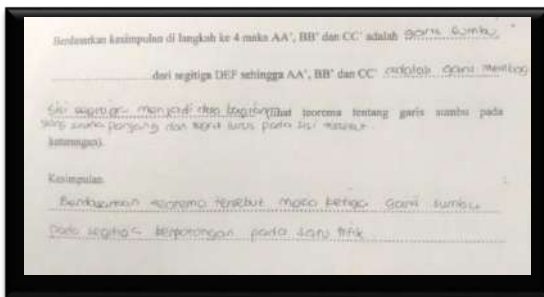 Berdasarkan kesimpulan di langkah ke 4 maka AA', BB' dan CC' adalah garis sumbu
dari segitiga DEF sehingga AA', BB' dan CC' adalah garis membagi
sisi segitiga menjadi dua bagian (lihat teorema tentang garis sumbu pada
yang sama panjang dan tegak lurus pada sisi tersebut.
keterangan).
Kesimpulan
Berdasarkan teorema tersebut maka ketiga garis sumbu
pada segitiga berpotongan pada satu titik